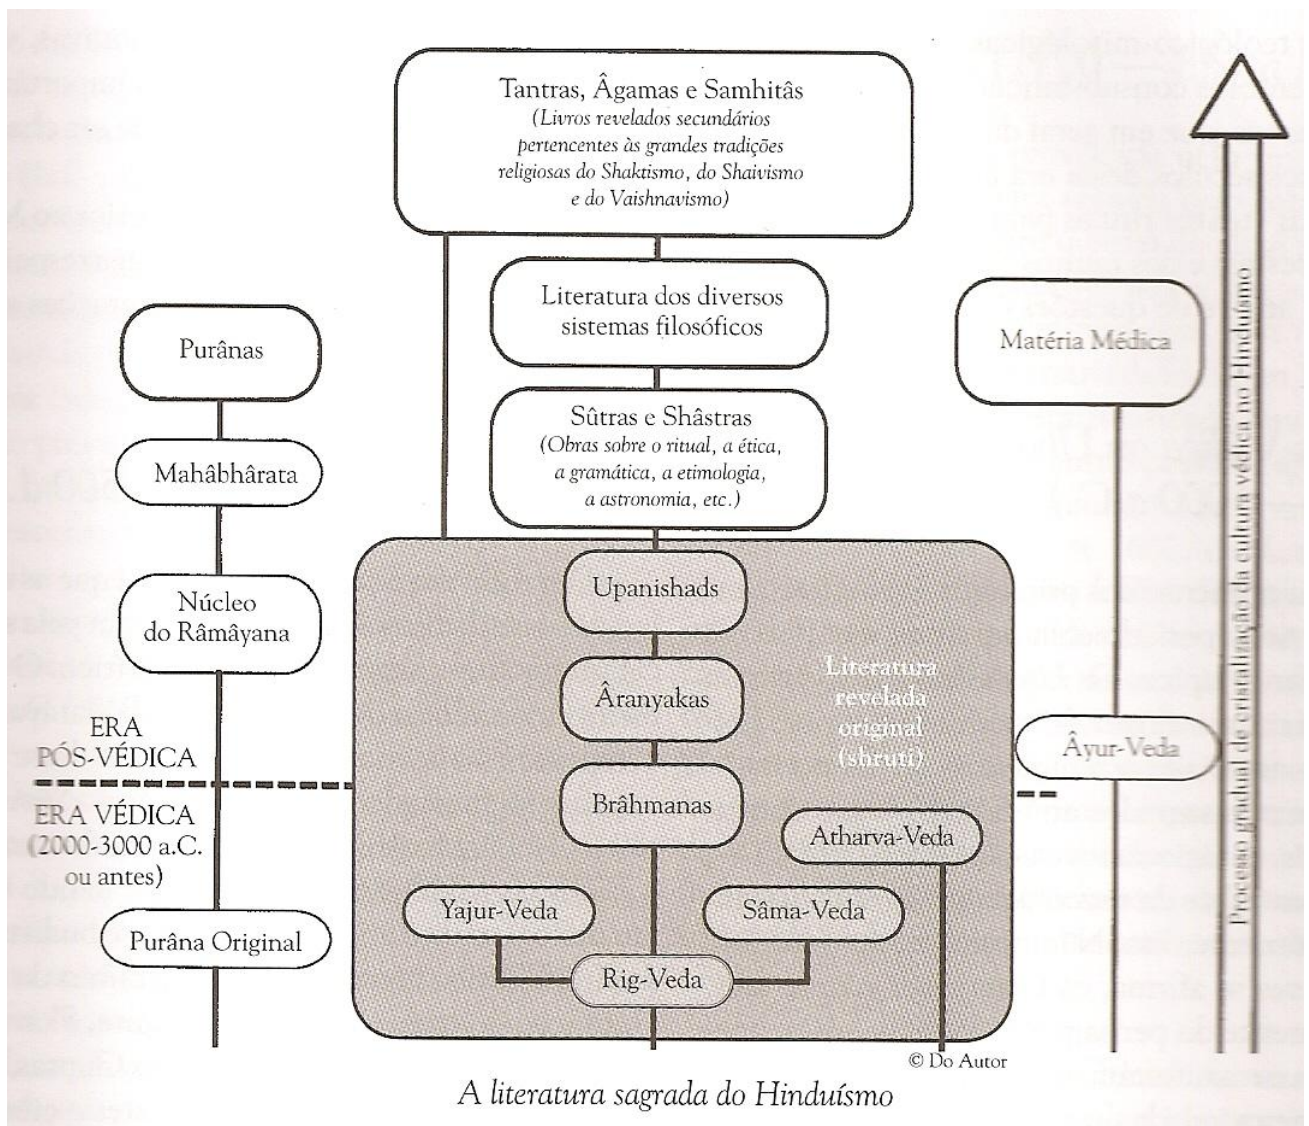 Tantras, Âgamas e Samhitâs
(Livros revelados secundários
pertencentes às grandes tradições
religiosas do Shaktismo, do Shaivismo
e do Vaishnavismo)
Literatura dos diversos
sistemas filosóficos
Purânas
Matéria Médica
Sûtras e Shâstras
(Obras sobre o ritual, a ética,
a gramática, a etimologia,
a astronomia, etc.)
Mahâbhârata
Núcleo
do Râmâyana
Upanishads
Âranyakas
Literatura
revelada
original
(shruti)
ERA
PÓS-VÉDICA
Âyur-Veda
Brâhmanas
ERA VÉDICA
(2000-3000 a.C.
ou antes)
Atharva-Veda
Yajur-Veda
Sâma-Veda
Purâna Original
Rig-Veda
Processo gradual de cristalização da cultura védica no Hinduísmo
© Do Autor
A literatura sagrada do Hinduísmo